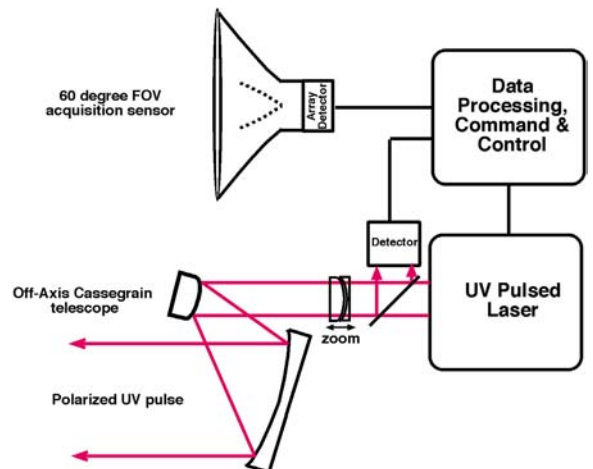 60 degree FOV
acquisition sensor
Array
Detector
Data
Processing,
Command &
Control
Detector
Off-Axis Cassegrain
telescope
zoom
UV Pulsed
Laser
Polarized UV pulse